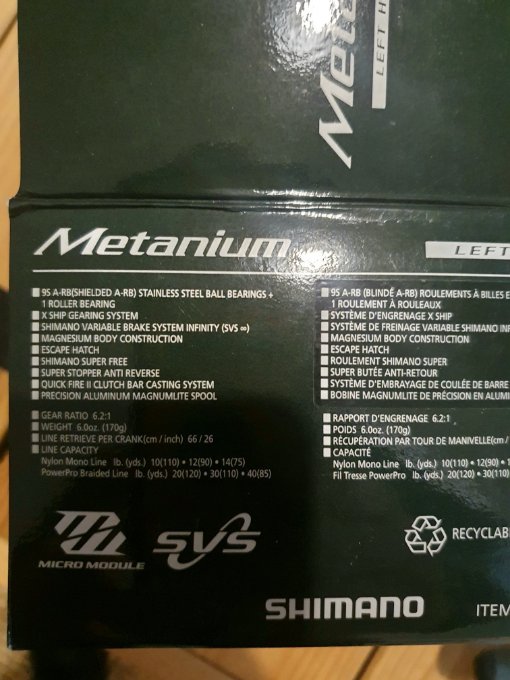 Metanium
LEFT H
Metanium
LEFT
■ 9S A-RB(SHIELDED A-RB) STAINLESS STEEL BALL BEARINGS +
1 ROLLER BEARING
■ X SHIP GEARING SYSTEM
■ SHIMANO VARIABLE BRAKE SYSTEM INFINITY (SVS ∞)
■ MAGNESIUM BODY CONSTRUCTION
■ ESCAPE HATCH
■ SHIMANO SUPER FREE
■ SUPER STOPPER ANTI REVERSE
■ QUICK FIRE II CLUTCH BAR CASTING SYSTEM
■ PRECISION ALUMINUM MAGNUMLITE SPOOL
■ GEAR RATIO 6.2:1
■ WEIGHT 6.0oz. (170g)
■ LINE RETRIEVE PER CRANK(cm / inch) 66 / 26
■ LINE CAPACITY
Nylon Mono Line lb. (yds.) 10(110) • 12(90) • 14(75)
PowerPro Braided Line lb. (yds.) 20(120) • 30(110) • 40(85)
■ 9S A-RB (BLINDÉ A-RB) ROULEMENTS À BILLES E
1 ROULEMENT À ROULEAUX
■ SYSTÈME D'ENGRENAGE X SHIP
■ SYSTÈME DE FREINAGE VARIABLE SHIMANO INF
■ MAGNESIUM BODY CONSTRUCTION
■ ESCAPE HATCH
■ ROULEMENT SHIMANO SUPER
■ SUPER BUTÉE ANTI-RETOUR
■ SYSTÈME D'EMBRAYAGE DE COULÉE DE BARRE
■ BOBINE MAGNUMLITE DE PRÉCISION EN ALUMI
■ RAPPORT D'ENGRENAGE 6.2:1
■ POIDS 6.0oz. (170g)
■ RÉCUPÉRATION PAR TOUR DE MANIVELLE(cm /
■ CAPACITÉ
Nylon Mono Line lb. (yds.) 10(110) • 12(90) • 1
Fil Tresse PowerPro lb. (yds.) 20(120) • 30(110)
MICRO MODULE
SVS
RECYCLAB
SHIMANO
ITEM